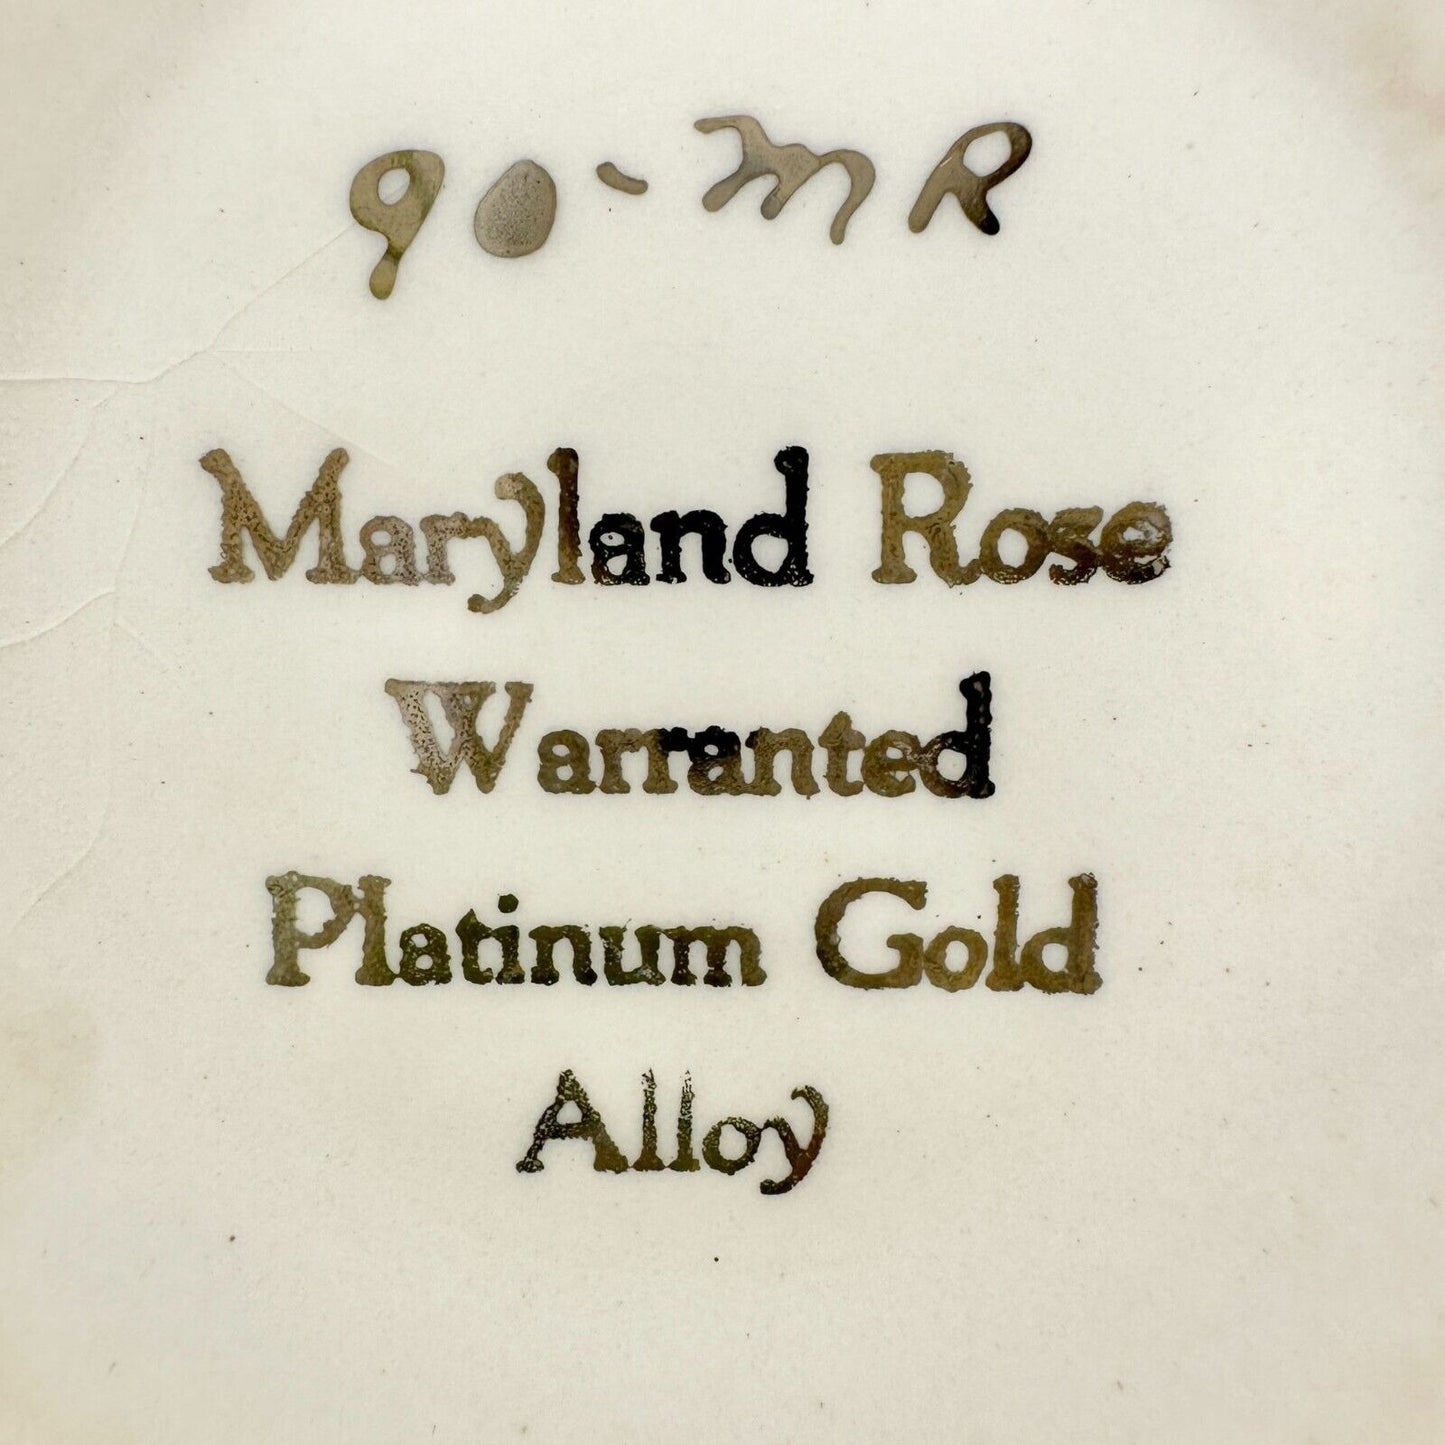 90-MR
Maryland Rose
Warranted
Platinum Gold
Alloy